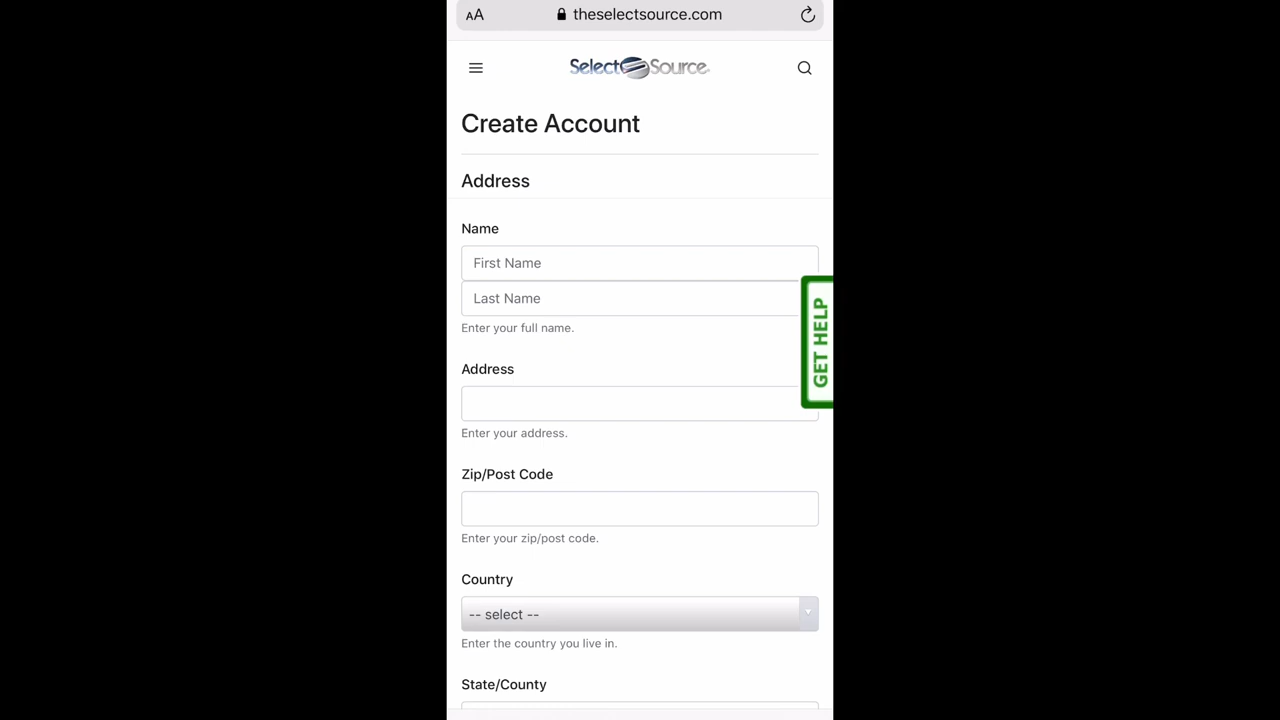 AA theselectsource.com
Select Source
Create Account
Address
Name
First Name
Last Name
Enter your full name.
GET HELP
Address
Enter your address.
Zip/Post Code
Enter your zip/post code.
Country
-- select --
Enter the country you live in.
State/County